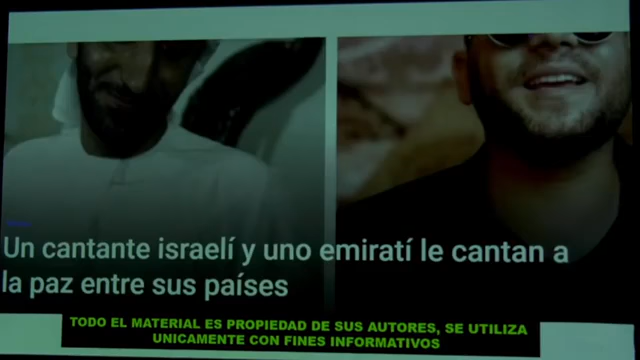 Un cantante israelí y uno emiratí le cantan a
la paz entre sus países
TODO EL MATERIAL ES PROPIEDAD DE SUS AUTORES, SE UTILIZA
UNICAMENTE CON FINES INFORMATIVOS